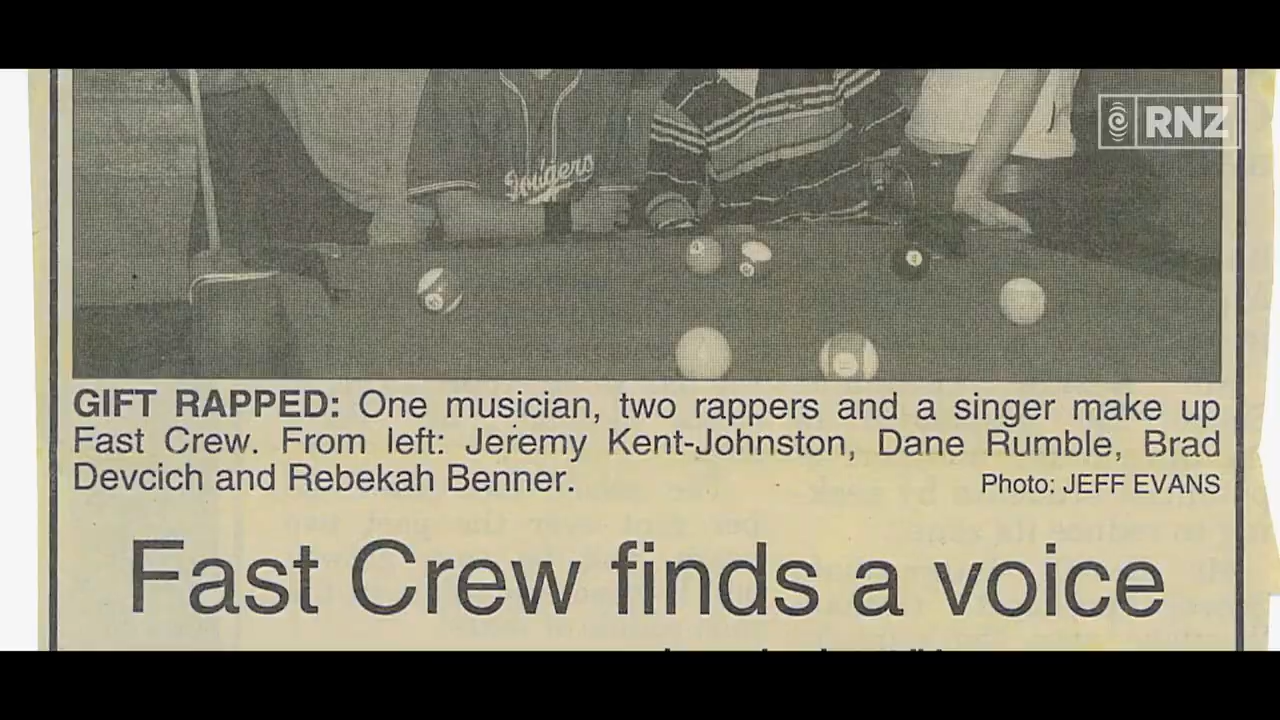 RNZ
Dodgers
4
GIFT RAPPED: One musician, two rappers and a singer make up
Fast Crew. From left: Jeremy Kent-Johnston, Dane Rumble, Brad
Devcich and Rebekah Benner.
Photo: JEFF EVANS
Fast Crew finds a voice